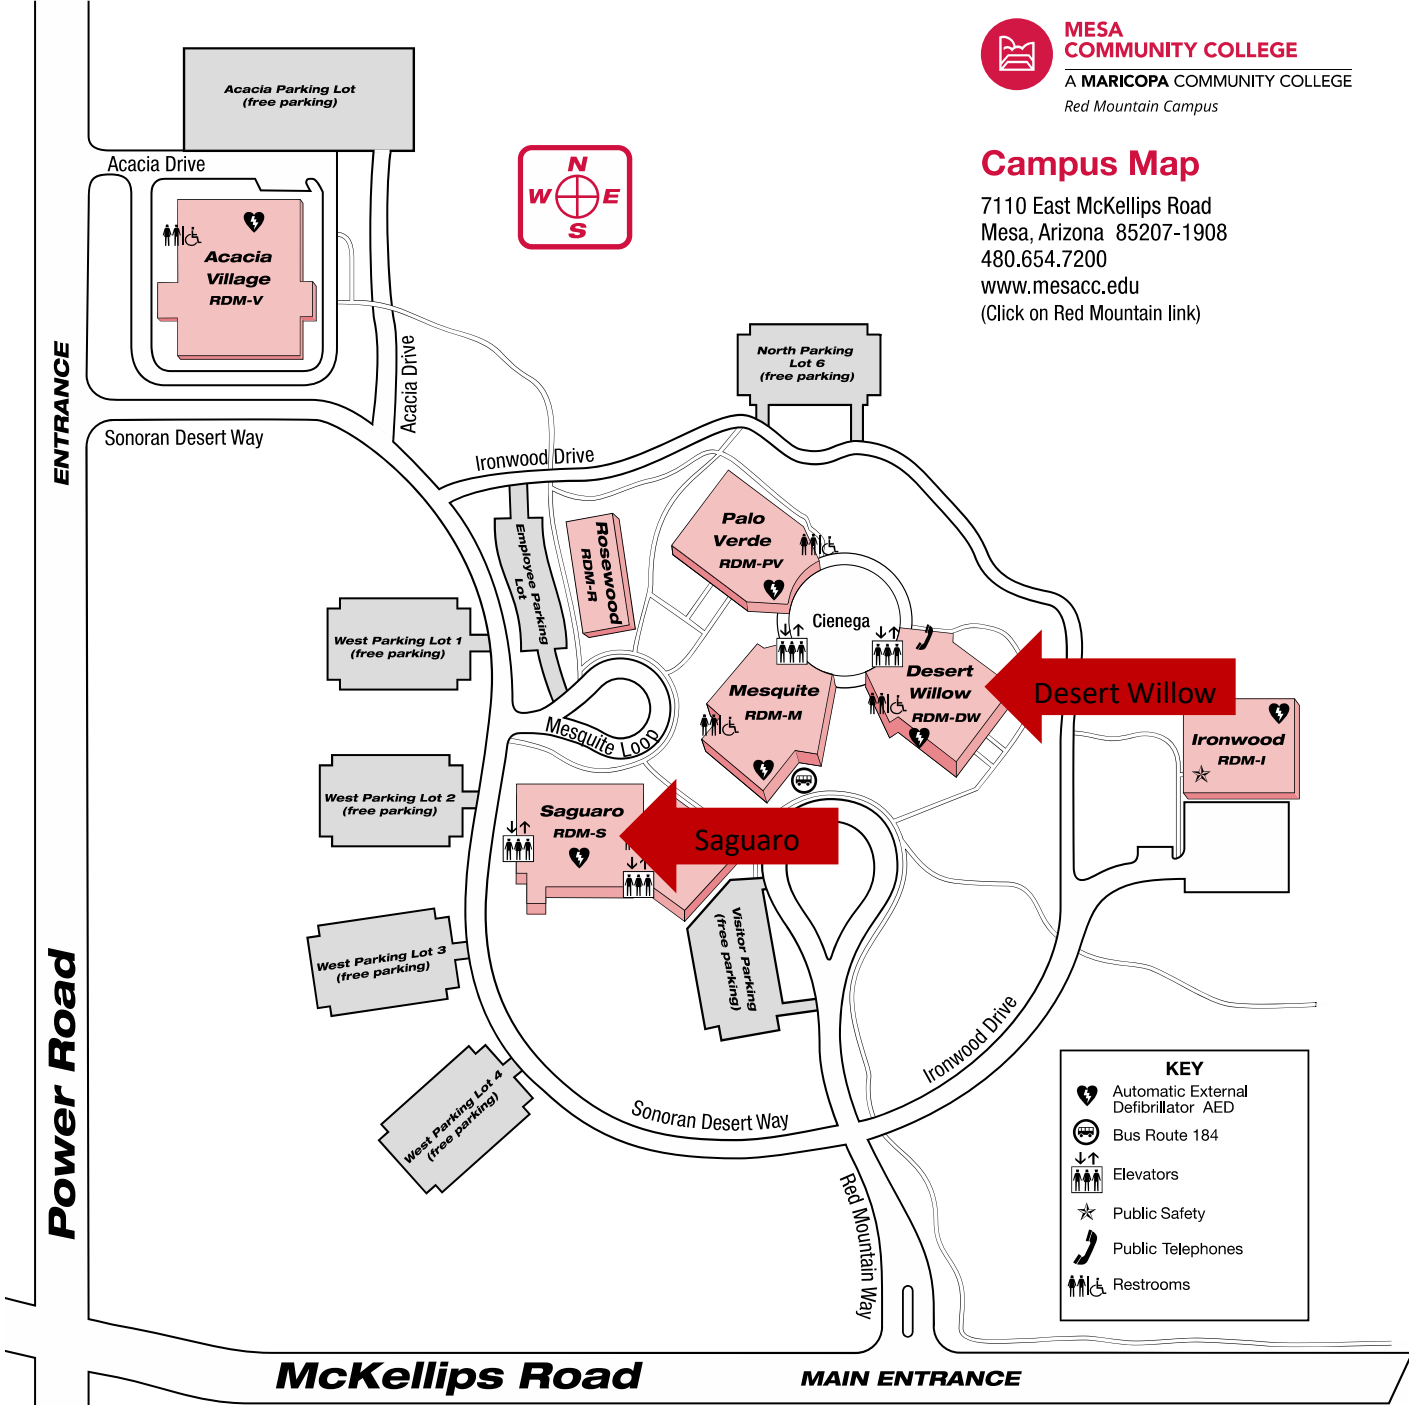 MESA
COMMUNITY COLLEGE
A MARICOPA COMMUNITY COLLEGE
Red Mountain Campus
Campus Map
7110 East McKellips Road
Mesa, Arizona 85207-1908
480.654.7200
www.mesacc.edu
(Click on Red Mountain link)
Acacia Parking Lot
(free parking)
Acacia Drive
N
W E
S
Acacia
Village
RDM-V
ENTRANCE
Acacia Drive
Sonoran Desert Way
North Parking
Lot 6
(free parking)
Ironwood Drive
Employee Parking
Lot
Rosewood
RDM-R
Palo
Verde
RDM-PV
Cienega
West Parking Lot 1
(free parking)
Mesquite
RDM-M
Desert
Willow
RDM-DW
Desert Willow
Ironwood
RDM-I
Mesquite Loop
West Parking Lot 2
(free parking)
Saguaro
RDM-S
Saguaro
Visitor Parking
(free parking)
West Parking Lot 3
(free parking)
Power Road
West Parking Lot 4
(free parking)
Ironwood Drive
Sonoran Desert Way
Red Mountain Way
KEY
Automatic External
Defibrillator AED
Bus Route 184
Elevators
Public Safety
Public Telephones
Restrooms
McKellips Road
MAIN ENTRANCE